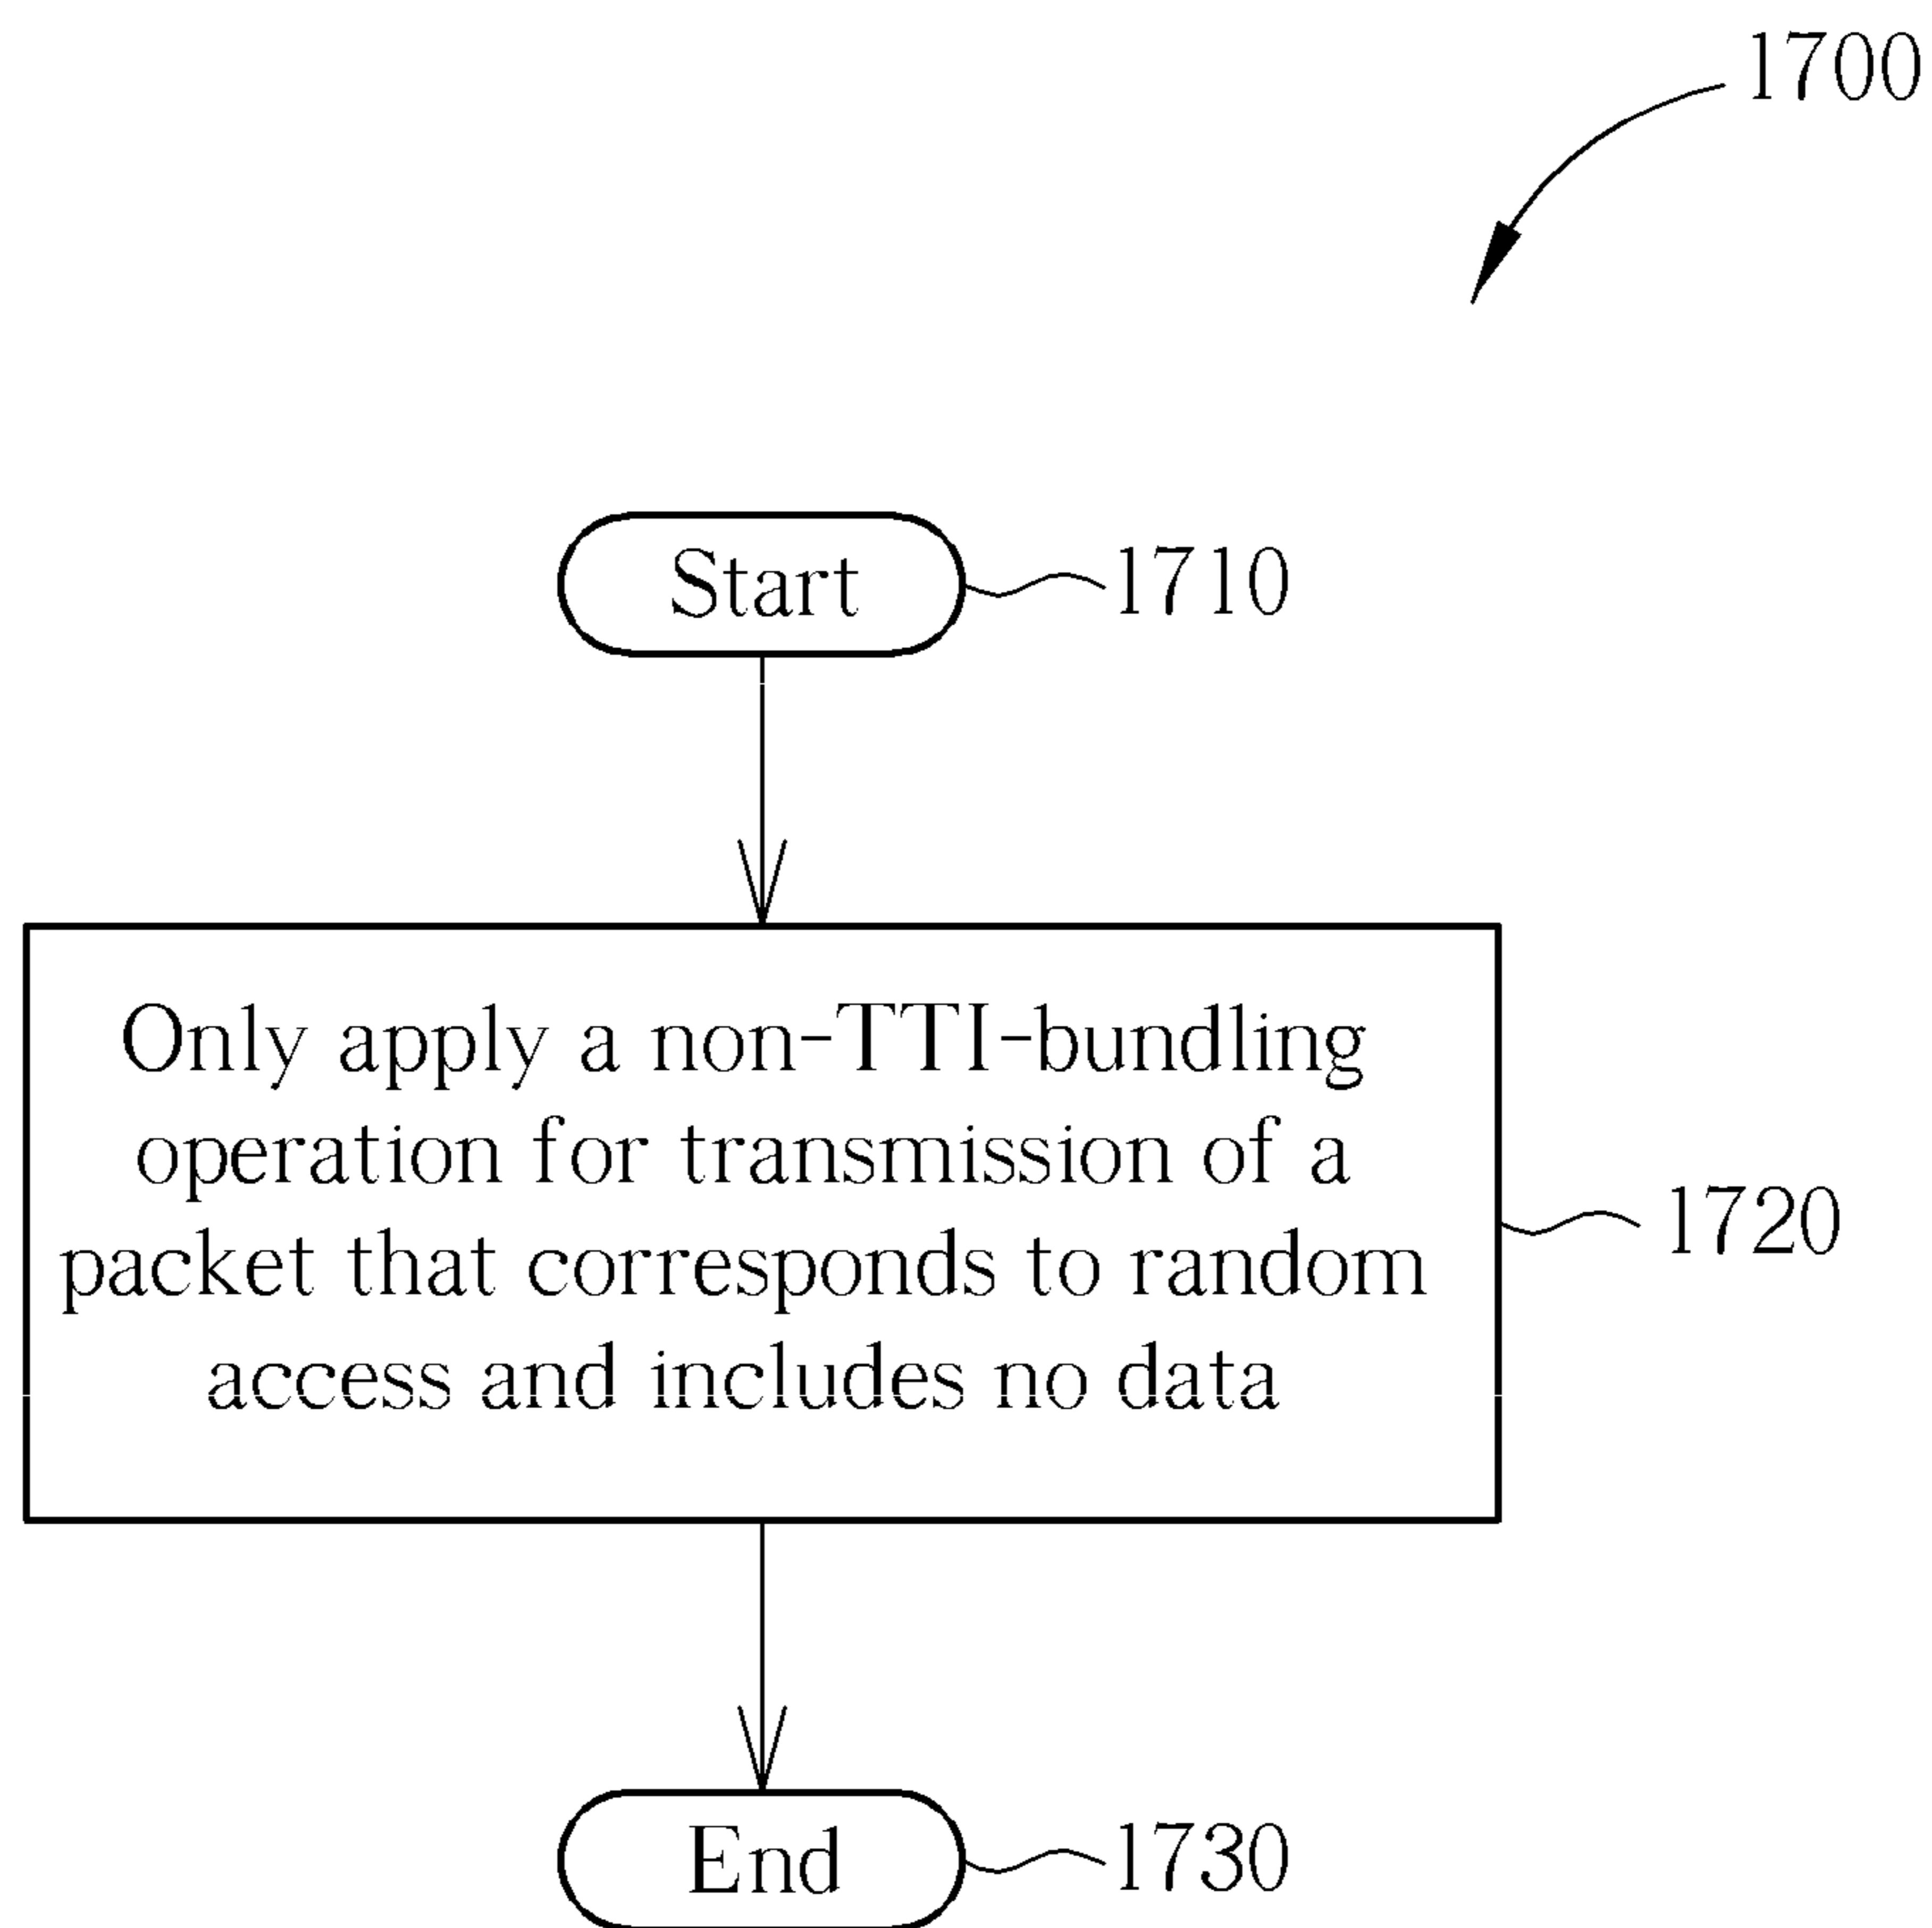 1700
Start
1710
Only apply a non-TTI-bundling
operation for transmission of a
packet that corresponds to random
access and includes no data
1720
End
1730